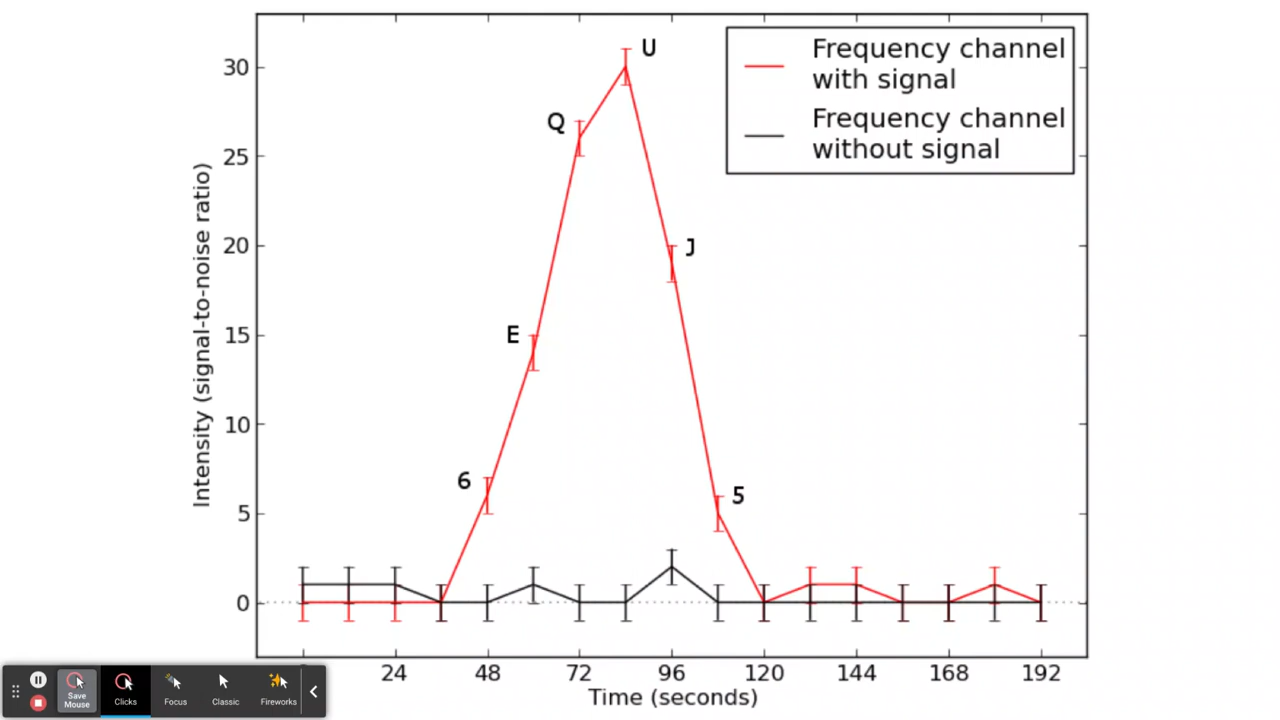 U
Frequency channel
with signal
Frequency channel
without signal
Q
J
E
6
5
30
25
20
15
10
5
0
Intensity (signal-to-noise ratio)
24 48 72 96 120 144 168 192
Time (seconds)
Save
Mouse
Clicks
Focus
Classic
Fireworks